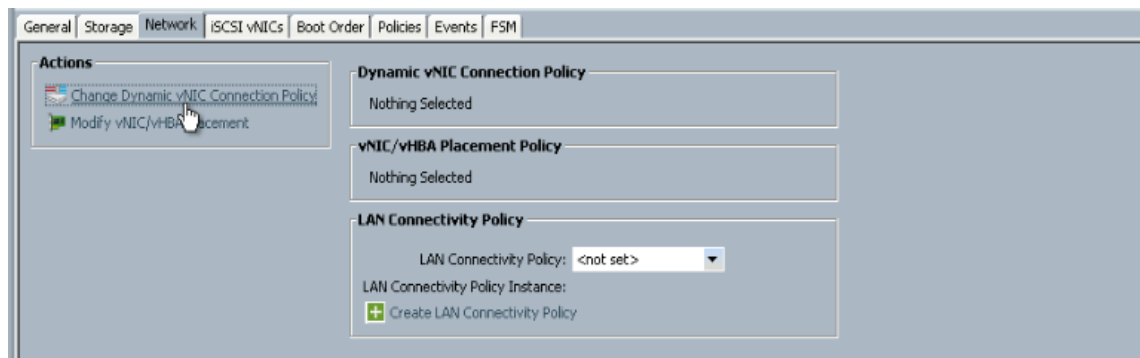 General Storage Network iSCSI vNICs Boot Order Policies Events FSM
Actions
Change Dynamic vNIC Connection Policy
Modify vNIC/vHBA
Dynamic vNIC Connection Policy
Nothing Selected
vNIC/vHBA Placement Policy
Nothing Selected
LAN Connectivity Policy
LAN Connectivity Policy: <not set>
LAN Connectivity Policy Instance:
Create LAN Connectivity Policy